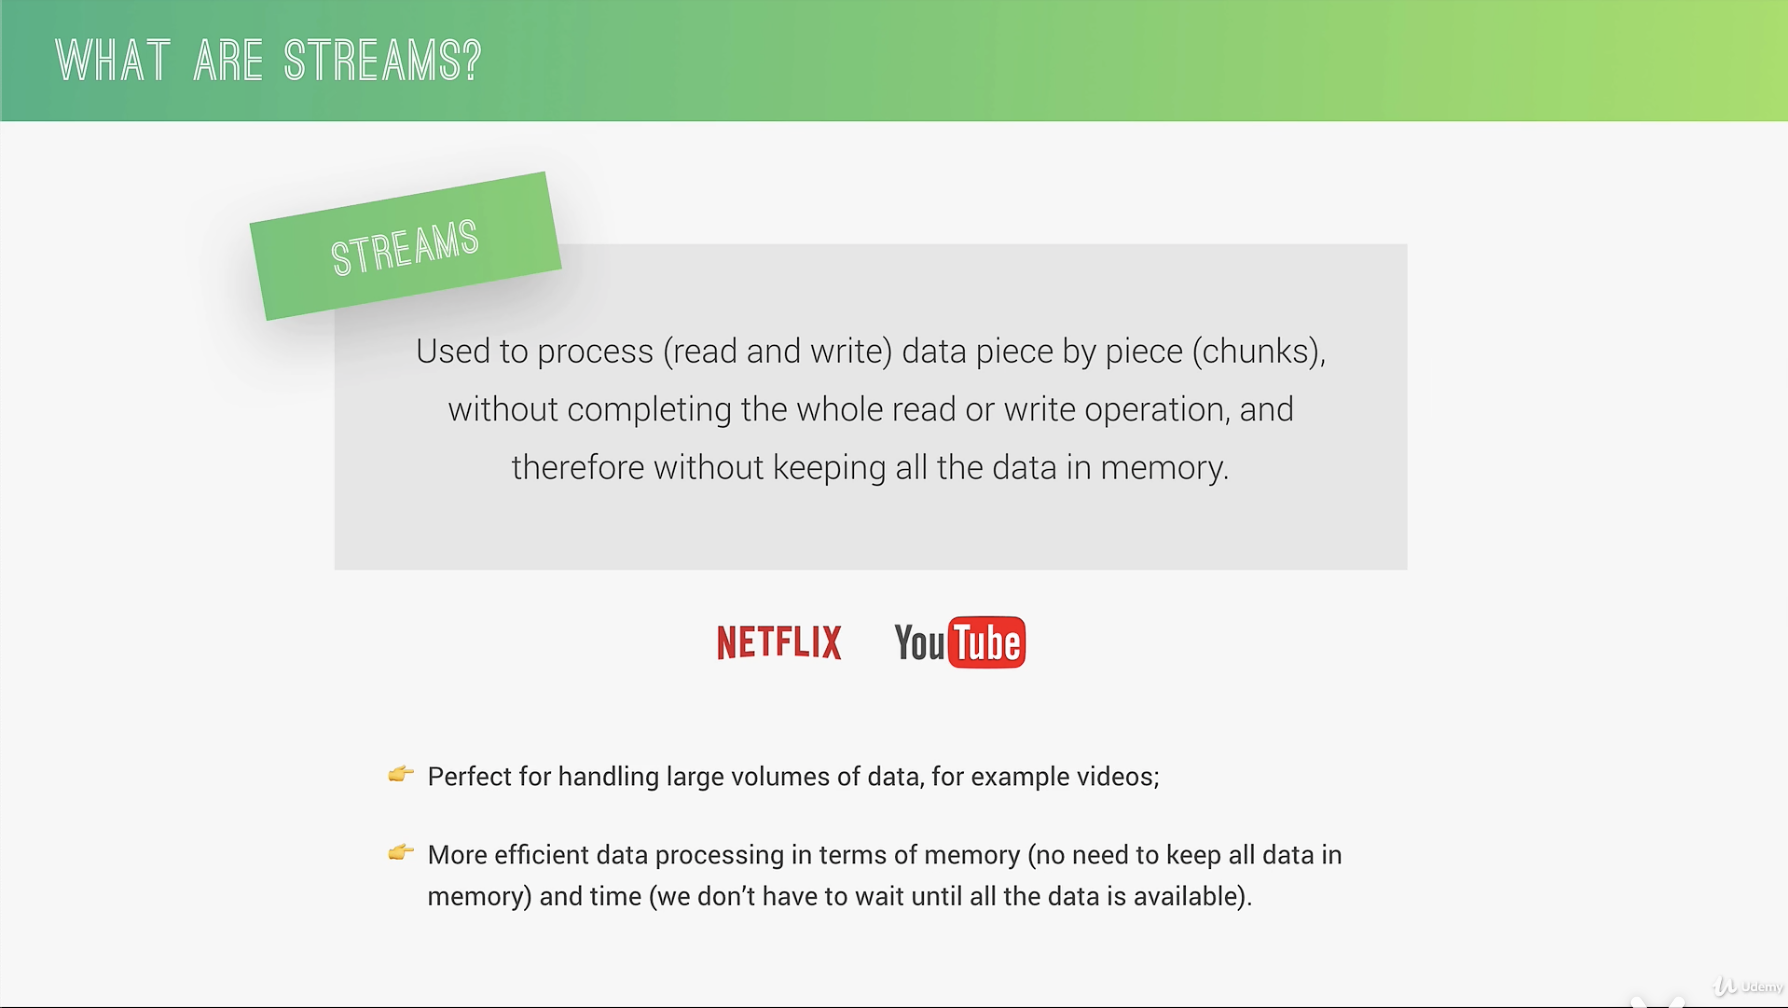 WHAT ARE STREAMS?
STREAMS
Used to process (read and write) data piece by piece (chunks),
without completing the whole read or write operation, and
therefore without keeping all the data in memory.
NETFLIX YouTube
Perfect for handling large volumes of data, for example videos;
More efficient data processing in terms of memory (no need to keep all data in
memory) and time (we don’t have to wait until all the data is available).
Udemy